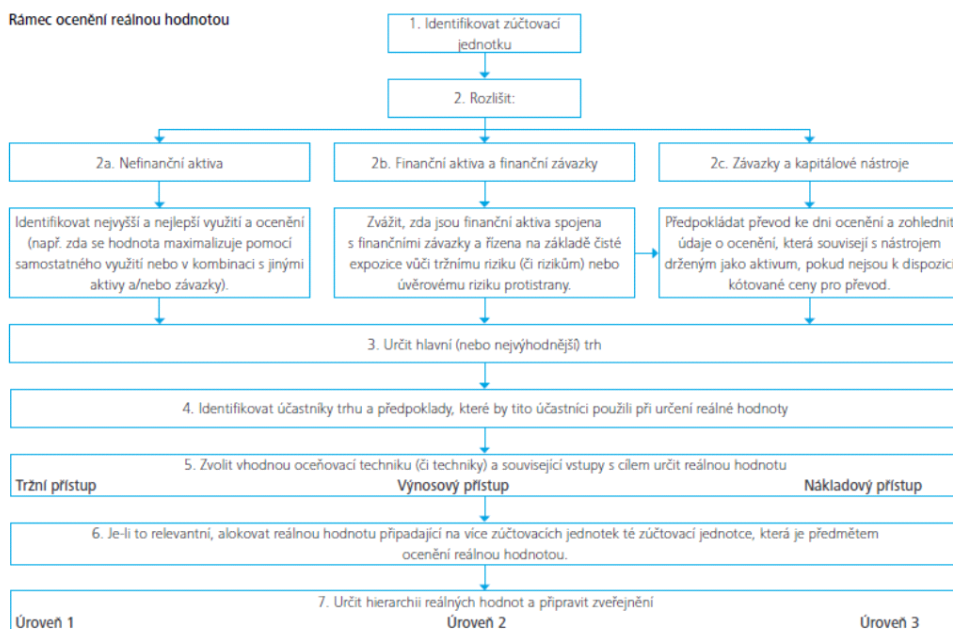 Rámec ocenění reálnou hodnotou
1. Identifikovat zúčtovací
jednotku
2. Rozlišit:
2a. Nefinanční aktiva
2b. Finanční aktiva a finanční závazky
2c. Závazky a kapitálové nástroje
Identifikovat nejvyšší a nejlepší využití a ocenění
(např. zda se hodnota maximalizuje pomocí
samostatného využití nebo v kombinaci s jinými
aktivy a/nebo závazky).
Zvážit, zda jsou finanční aktiva spojena
s finančními závazky a řízena na základě čisté
expozice vůči tržnímu riziku (či rizikům) nebo
úvěrovému riziku protistrany.
Předpokládat převod ke dni ocenění a zohlednit
údaje o ocenění, která souvisejí s nástrojem
drženým jako aktivum, pokud nejsou k dispozici
kótované ceny pro převod.
3. Určit hlavní (nebo nejvýhodnější) trh
4. Identifikovat účastníky trhu a předpoklady, které by tito účastníci použili při určení reálné hodnoty
5. Zvolit vhodnou oceňovací techniku (či techniky) a související vstupy s cílem určit reálnou hodnotu
Tržní přístup Výnosový přístup Nákladový přístup
6. Je-li to relevantní, alokovat reálnou hodnotu připadající na více zúčtovacích jednotek té zúčtovací jednotce, která je předmětem
ocenění reálnou hodnotou.
7. Určit hierarchii reálných hodnot a připravit zveřejnění
Úroveň 1 Úroveň 2 Úroveň 3